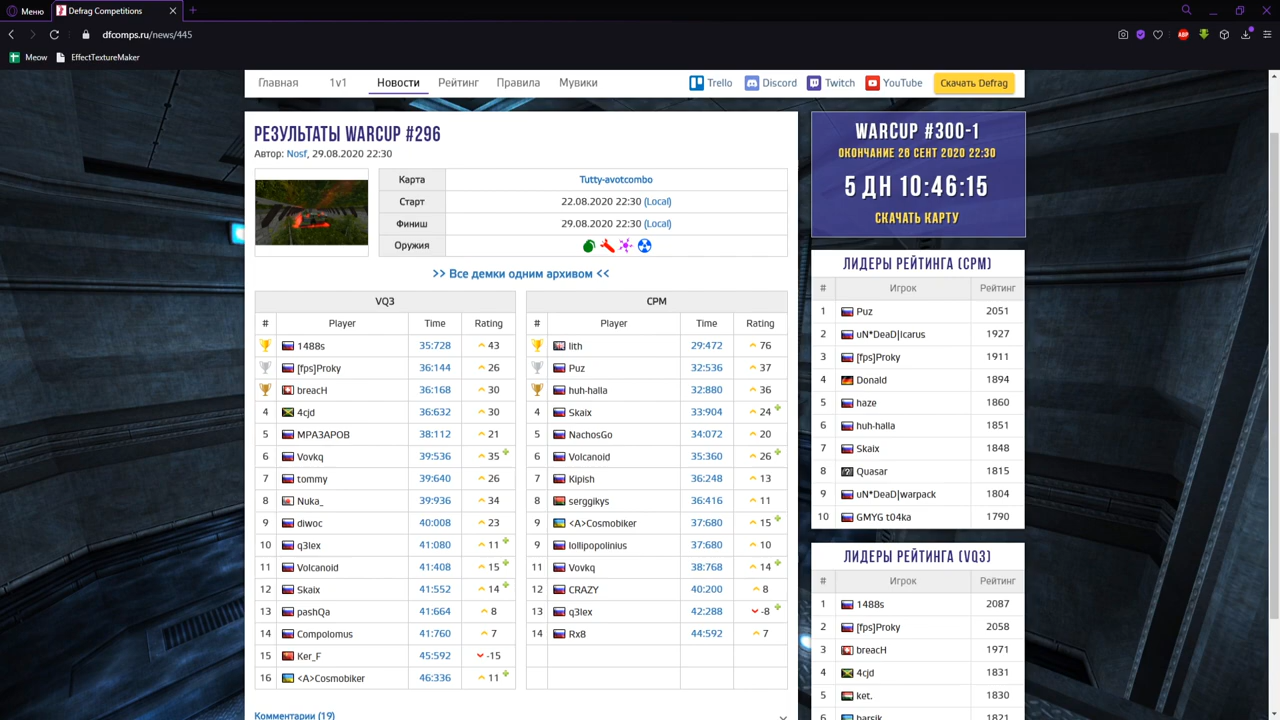 Меню
Defrag Competitions
dfcomps.ru/news/445
ABP
Meow
EffectTextureMaker
Главная 1v1 Новости Рейтинг Правила Мувики Trello Discord Twitch YouTube Скачать Defrag
РЕЗУЛЬТАТЫ WARCUP #296
Автор: Nosf, 29.08.2020 22:30
Карта Tutty-avotcombo
Старт 22.08.2020 22:30 (Local)
Финиш 29.08.2020 22:30 (Local)
Оружия
>> Все демки одним архивом <<
VQ3
# Player Time Rating
1488s 35:728 43
[fps]Proky 36:144 26
breacH 36:168 30
4 4cjd 36:632 30
5 МРАЗАРОВ 38:112 21
6 Vovkq 39:536 35
7 tommy 39:640 26
8 Nuka_ 39:936 34
9 diwoc 40:008 23
10 q3lex 41:080 11
11 Volcanoid 41:408 15
12 Skaix 41:552 14
13 pashQa 41:664 8
14 Compolomus 41:760 7
15 Ker_F 45:592 -15
16 <A>Cosmobiker 46:336 11
CPM
# Player Time Rating
lith 29:472 76
Puz 32:536 37
huh-halla 32:880 36
4 Skaix 33:904 24
5 NachosGo 34:072 20
6 Volcanoid 35:360 26
7 Kipish 36:248 13
8 serggikys 36:416 11
9 <A>Cosmobiker 37:680 15
9 lollipopolinius 37:680 10
11 Vovkq 38:768 14
12 CRAZY 40:200 8
13 q3lex 42:288 -8
14 Rx8 44:592 7
Комментарии (19)
WARCUP #300-1
ОКОНЧАНИЕ 28 СЕНТ 2020 22:30
5 ДН 10:46:15
СКАЧАТЬ КАРТУ
ЛИДЕРЫ РЕЙТИНГА (CPM)
# Игрок Рейтинг
1 Puz 2051
2 uN*DeaD|Icarus 1927
3 [fps]Proky 1911
4 Donald 1894
5 haze 1860
6 huh-halla 1851
7 Skaix 1848
8 Quasar 1815
9 uN*DeaD|warpack 1804
10 GMYG t04ka 1790
ЛИДЕРЫ РЕЙТИНГА (VQ3)
# Игрок Рейтинг
1 1488s 2087
2 [fps]Proky 2058
3 breacH 1971
4 4cjd 1831
5 ket. 1830
6 barsik 1821